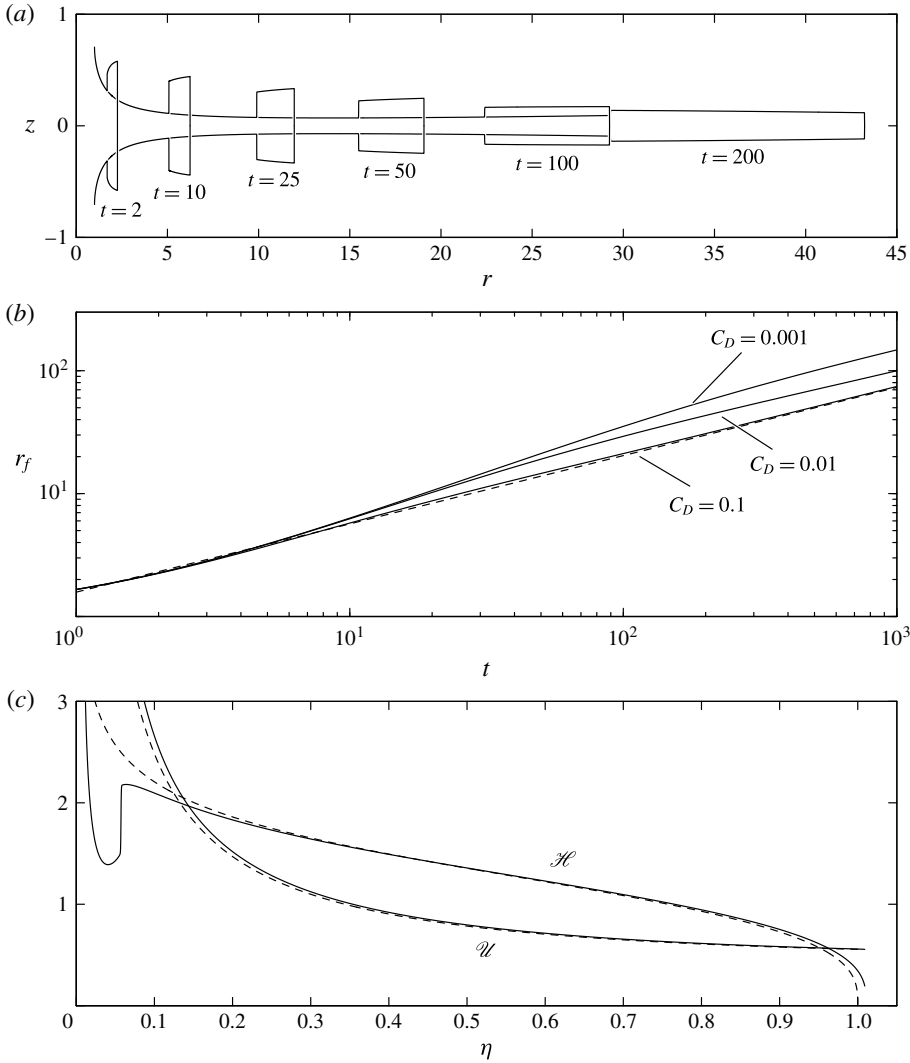 (a)
1
z
0
−1
t = 2
t = 10
t = 25
t = 50
t = 100
t = 200
0 5 10 15 20 25 30 35 40 45
r
(b)
10²
r_f
10¹
C_D = 0.001
C_D = 0.01
C_D = 0.1
10⁰ 10¹ 10² 10³
t
(c)
3
2
1
ℋ
𝒰
0 0.1 0.2 0.3 0.4 0.5 0.6 0.7 0.8 0.9 1.0
η